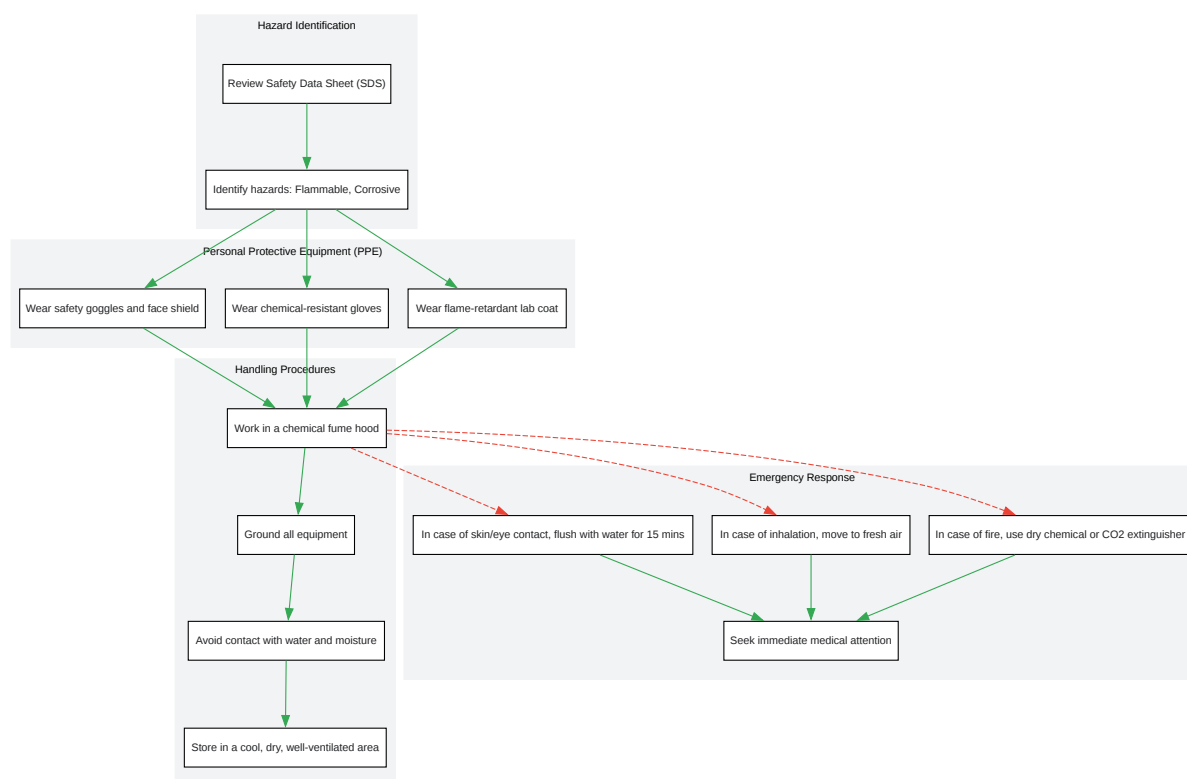 Hazard Identification
Review Safety Data Sheet (SDS)
Identify hazards: Flammable, Corrosive
Personal Protective Equipment (PPE)
Wear safety goggles and face shield
Wear chemical-resistant gloves
Wear flame-retardant lab coat
Handling Procedures
Work in a chemical fume hood
Ground all equipment
Avoid contact with water and moisture
Store in a cool, dry, well-ventilated area
Emergency Response
In case of skin/eye contact, flush with water for 15 mins
In case of inhalation, move to fresh air
In case of fire, use dry chemical or CO2 extinguisher
Seek immediate medical attention